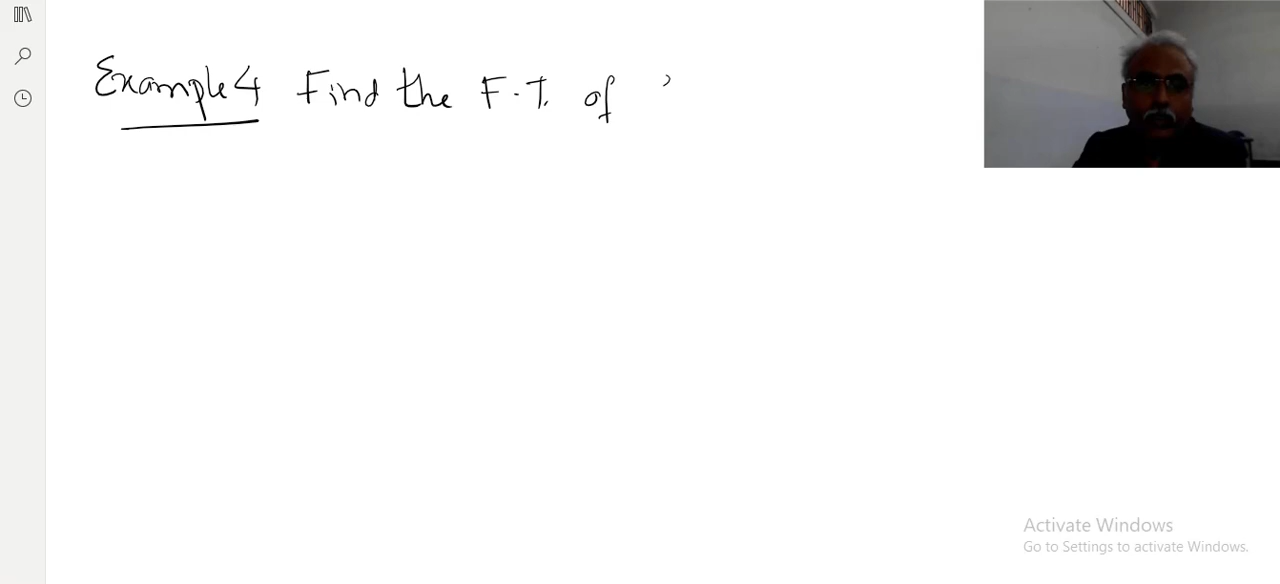 Example 4 Find the F.T. of
Activate Windows
Go to Settings to activate Windows.